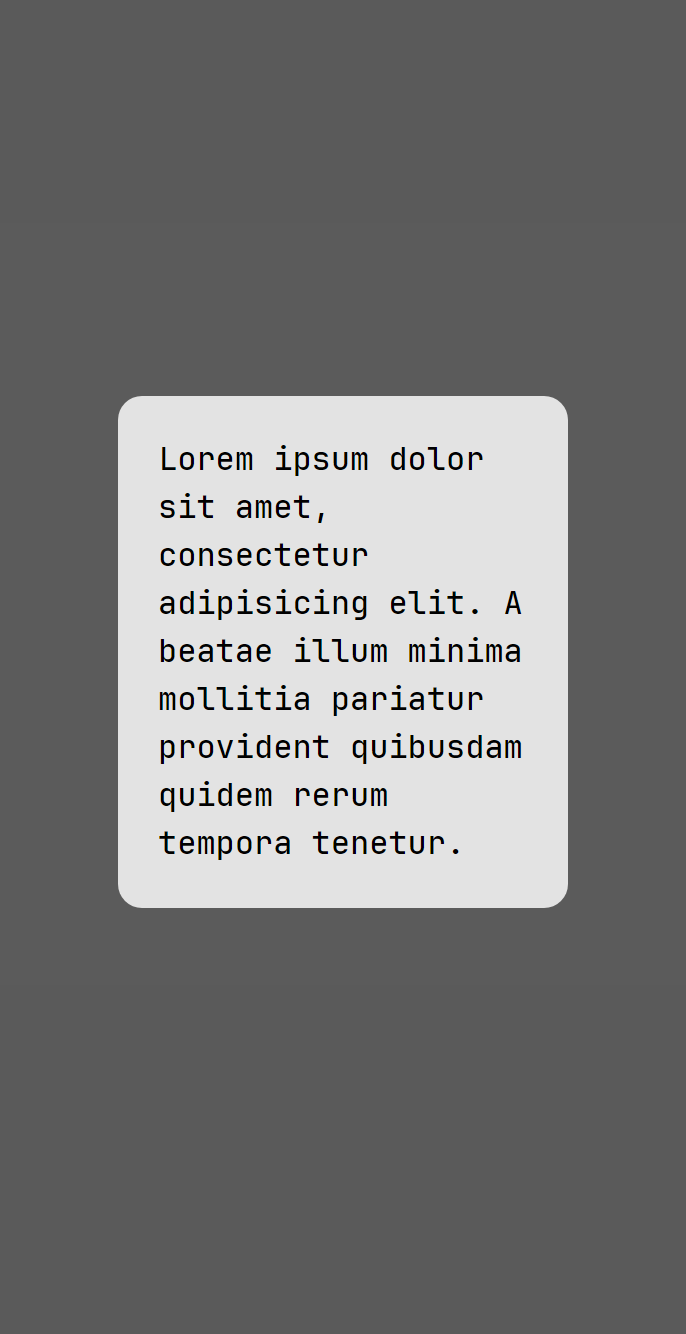 Lorem ipsum dolor
sit amet,
consectetur
adipisicing elit. A
beatae illum minima
mollitia pariatur
provident quibusdam
quidem rerum
tempora tenetur.